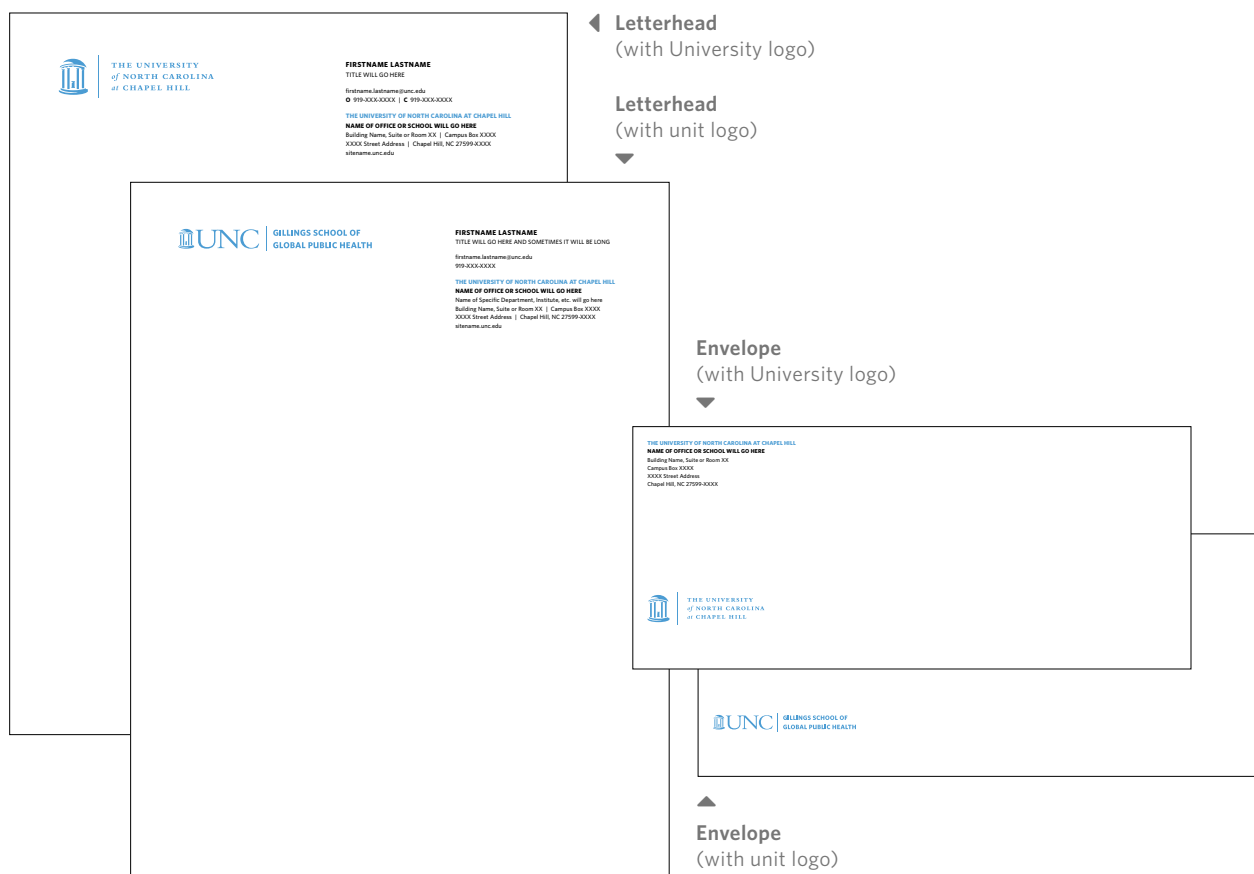 Letterhead
(with University logo)
THE UNIVERSITY
of NORTH CAROLINA
at CHAPEL HILL
FIRSTNAME LASTNAME
TITLE WILL GO HERE
firstname.lastname@unc.edu
O 919-XXX-XXXX | C 919-XXX-XXXX
THE UNIVERSITY OF NORTH CAROLINA AT CHAPEL HILL
NAME OF OFFICE OR SCHOOL WILL GO HERE
Building Name, Suite or Room XX | Campus Box XXXX
XXXX Street Address | Chapel Hill, NC 27599-XXXX
sitename.unc.edu
Letterhead
(with unit logo)
UNC
GILLINGS SCHOOL OF
GLOBAL PUBLIC HEALTH
FIRSTNAME LASTNAME
TITLE WILL GO HERE AND SOMETIMES IT WILL BE LONG
firstname.lastname@unc.edu
919-XXX-XXXX
THE UNIVERSITY OF NORTH CAROLINA AT CHAPEL HILL
NAME OF OFFICE OR SCHOOL WILL GO HERE
Name of Specific Department, Institute, etc. will go here
Building Name, Suite or Room XX | Campus Box XXXX
XXXX Street Address | Chapel Hill, NC 27599-XXXX
sitename.unc.edu
Envelope
(with University logo)
THE UNIVERSITY OF NORTH CAROLINA AT CHAPEL HILL
NAME OF OFFICE OR SCHOOL WILL GO HERE
Building Name, Suite or Room XX
Campus Box XXXX
XXXX Street Address
Chapel Hill, NC 27599-XXXX
THE UNIVERSITY
of NORTH CAROLINA
at CHAPEL HILL
UNC
GILLINGS SCHOOL OF
GLOBAL PUBLIC HEALTH
Envelope
(with unit logo)